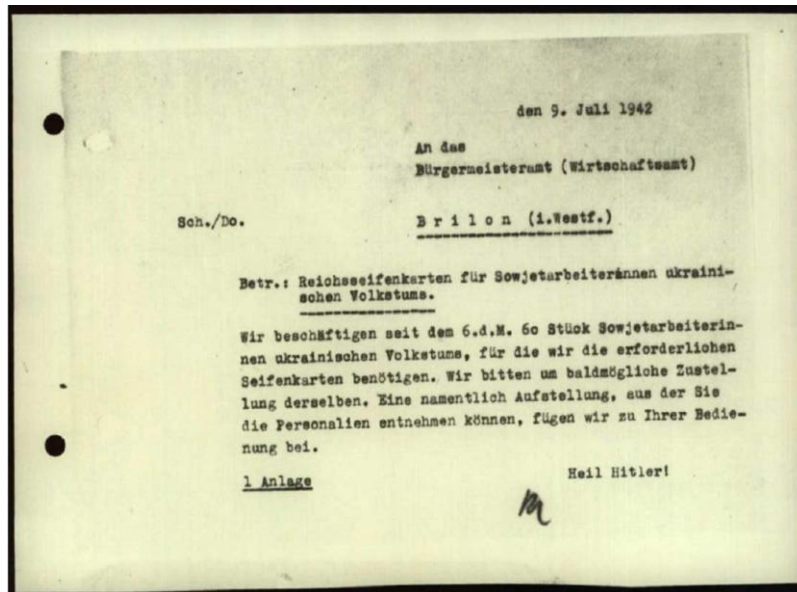 den 9. Juli 1942
An das
Bürgermeisteramt (Wirtschaftsamt)
Sch./Do.
B r i l o n (i.Westf.)
Betr.: Reichsseifenkarten für Sowjetarbeiterännen ukraini-
schen Volkstums.
Wir beschäftigen seit dem 6.d.M. 6o Stück Sowjetarbeiterin-
nen ukrainischen Volkstums, für die wir die erforderlichen
Seifenkarten benötigen. Wir bitten um baldmögliche Zustel-
lung derselben. Eine namentlich Aufstellung, aus der Sie
die Personalien entnehmen können, fügen wir zu Ihrer Bedie-
nung bei.
1 Anlage
Heil Hitler!